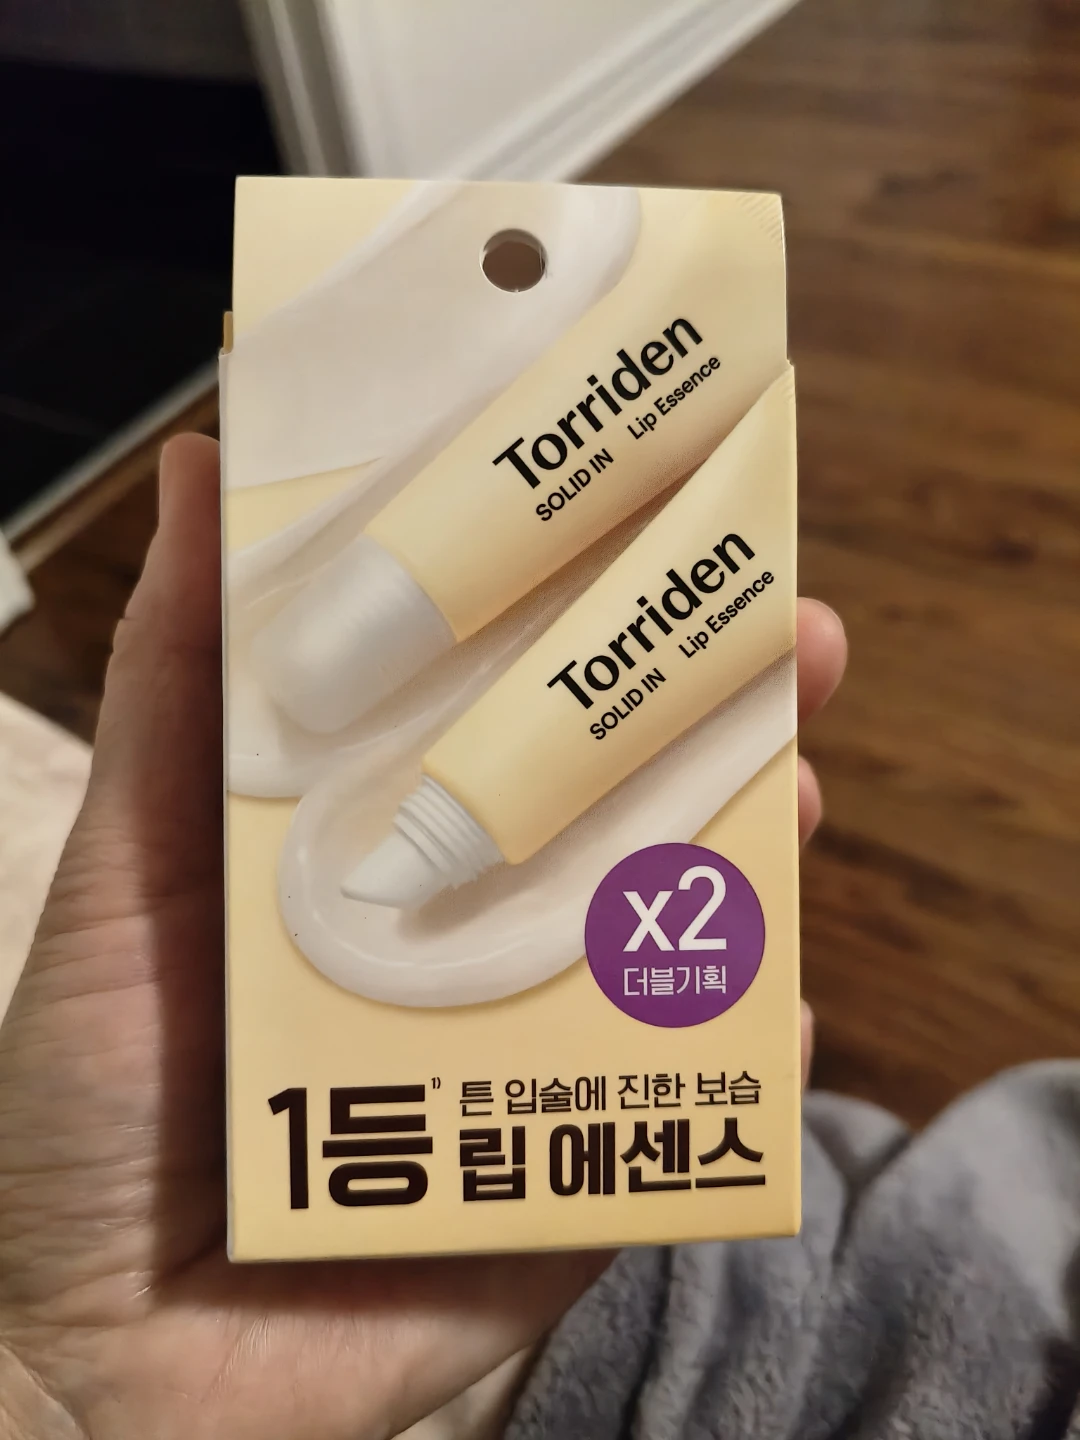 Torriden
SOLID IN Lip Essence
Torriden
SOLID IN Lip Essence
x2
더블기획
1등 1)
튼 입술에 진한 보습
립 에센스